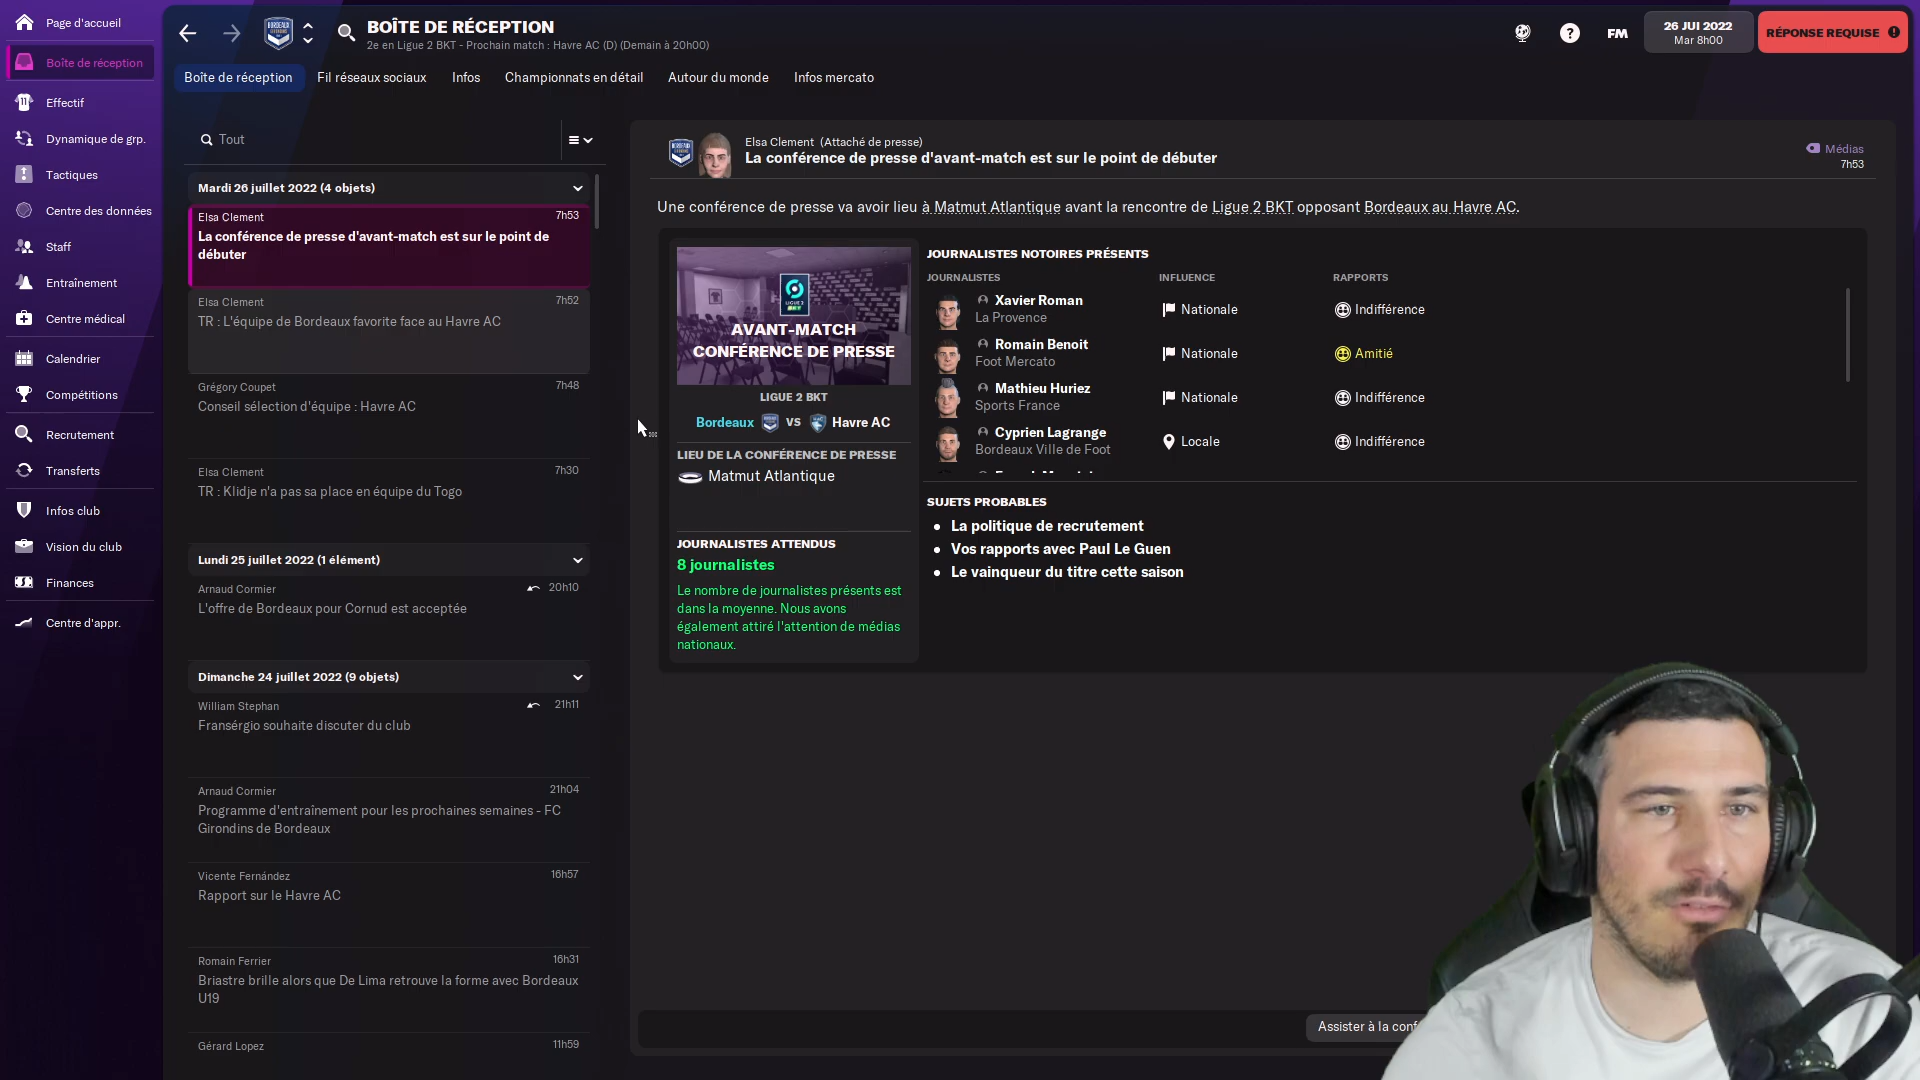 Page d'accueil
Boîte de réception
Effectif
Dynamique de grp.
Tactiques
Centre des données
Staff
Entraînement
Centre médical
Calendrier
Compétitions
Recrutement
Transferts
Infos club
Vision du club
Finances
Centre d'appr.
BOÎTE DE RÉCEPTION
2e en Ligue 2 BKT - Prochain match : Havre AC (D) (Demain à 20h00)
FM
26 JUI 2022
Mar 8h00
RÉPONSE REQUISE
Boîte de réception
Fil réseaux sociaux
Infos
Championnats en détail
Autour du monde
Infos mercato
Tout
Mardi 26 juillet 2022 (4 objets)
Elsa Clement 7h53
La conférence de presse d'avant-match est sur le point de
débuter
Elsa Clement 7h52
TR : L'équipe de Bordeaux favorite face au Havre AC
Grégory Coupet 7h48
Conseil sélection d'équipe : Havre AC
Elsa Clement 7h30
TR : Klidje n'a pas sa place en équipe du Togo
Lundi 25 juillet 2022 (1 élément)
Arnaud Cormier 20h10
L'offre de Bordeaux pour Cornud est acceptée
Dimanche 24 juillet 2022 (9 objets)
William Stephan 21h11
Fransérgio souhaite discuter du club
Arnaud Cormier 21h04
Programme d'entraînement pour les prochaines semaines - FC
Girondins de Bordeaux
Vicente Fernández 16h57
Rapport sur le Havre AC
Romain Ferrier 16h31
Briastre brille alors que De Lima retrouve la forme avec Bordeaux
U19
Gérard Lopez 11h59
Elsa Clement (Attaché de presse)
La conférence de presse d'avant-match est sur le point de débuter
Médias
7h53
Une conférence de presse va avoir lieu à Matmut Atlantique avant la rencontre de Ligue 2 BKT opposant Bordeaux au Havre AC.
AVANT-MATCH
CONFÉRENCE DE PRESSE
LIGUE 2 BKT
Bordeaux VS Havre AC
LIEU DE LA CONFÉRENCE DE PRESSE
Matmut Atlantique
JOURNALISTES ATTENDUS
8 journalistes
Le nombre de journalistes présents est
dans la moyenne. Nous avons
également attiré l'attention de médias
nationaux.
JOURNALISTES NOTOIRES PRÉSENTS
JOURNALISTES INFLUENCE RAPPORTS
Xavier Roman
La Provence
Nationale
Indifférence
Romain Benoit
Foot Mercato
Nationale
Amitié
Mathieu Huriez
Sports France
Nationale
Indifférence
Cyprien Lagrange
Bordeaux Ville de Foot
Locale
Indifférence
SUJETS PROBABLES
La politique de recrutement
Vos rapports avec Paul Le Guen
Le vainqueur du titre cette saison
Assister à la